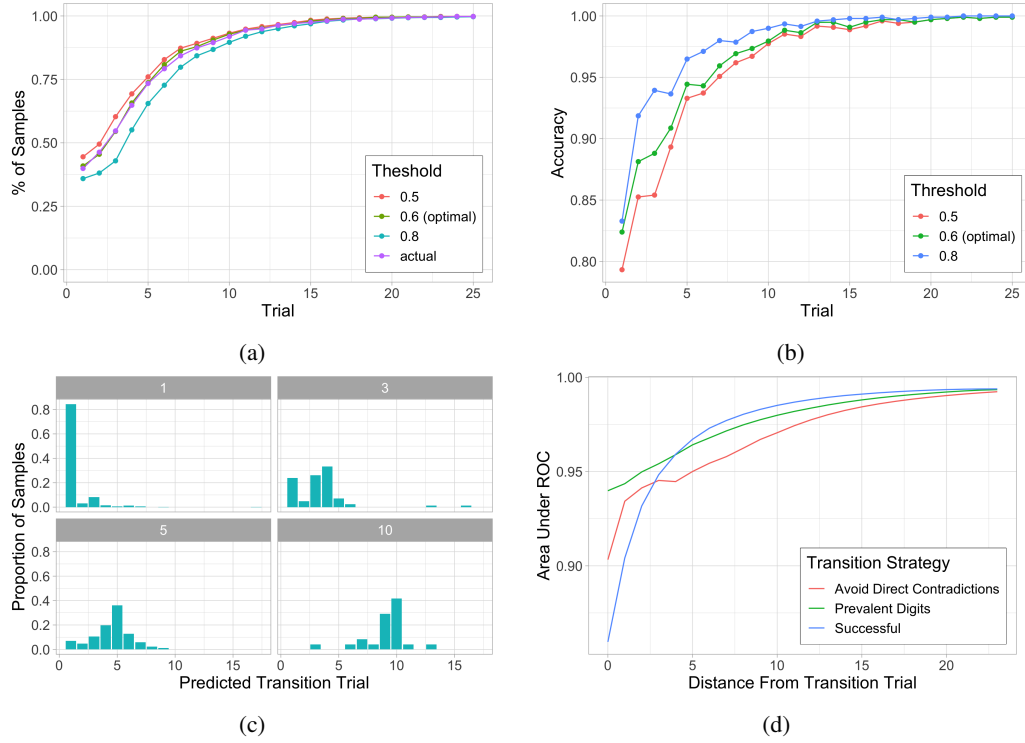 1.00
0.75
0.50
0.25
0.00
% of Samples
Theshold
0.5
0.6 (optimal)
0.8
actual
0 5 10 15 20 25
Trial
(a)
1.00
0.95
0.90
0.85
0.80
Accuracy
Threshold
0.5
0.6 (optimal)
0.8
0 5 10 15 20 25
Trial
(b)
1 3
0.8
0.6
0.4
0.2
0.0
Proportion of Samples
5 10
0.8
0.6
0.4
0.2
0.0
0 5 10 15 0 5 10 15
Predicted Transition Trial
(c)
1.00
0.95
0.90
Area Under ROC
Transition Strategy
Avoid Direct Contradictions
Prevalent Digits
Successful
0 5 10 15 20
Distance From Transition Trial
(d)